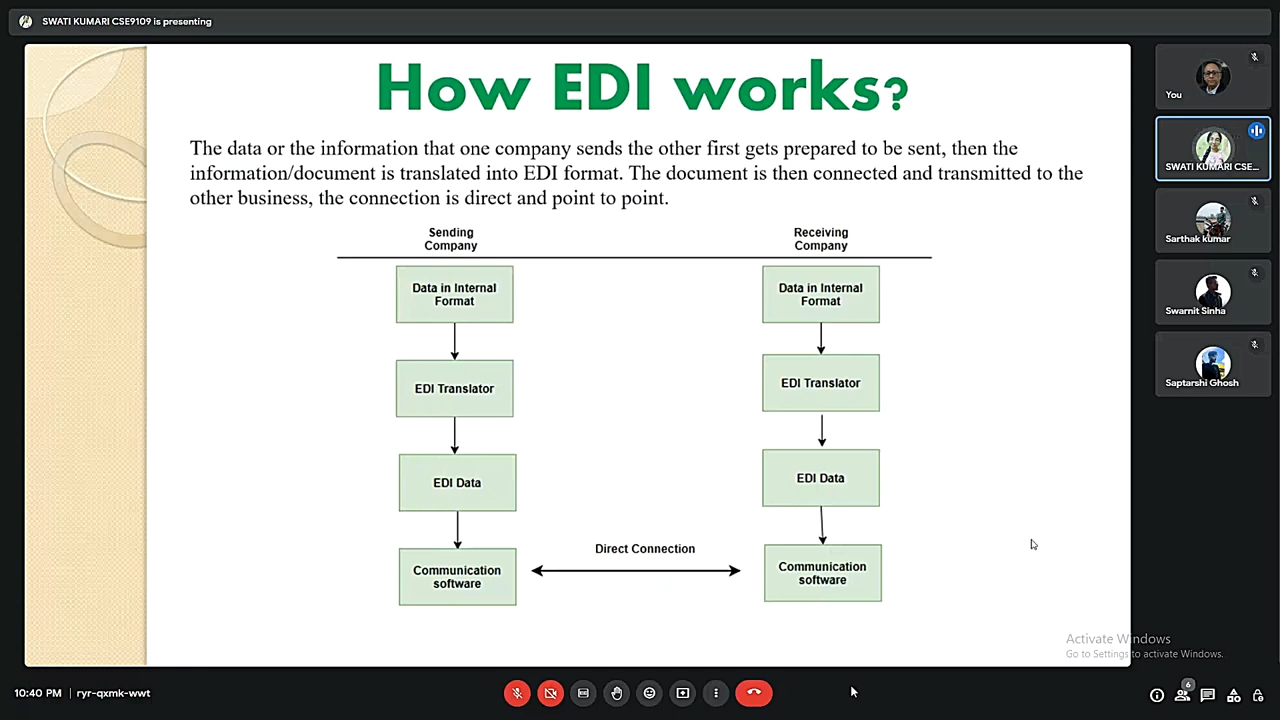 SWATI KUMARI CSE9109 is presenting
How EDI works?
The data or the information that one company sends the other first gets prepared to be sent, then the
information/document is translated into EDI format. The document is then connected and transmitted to the
other business, the connection is direct and point to point.
Sending
Company
Receiving
Company
Data in Internal
Format
Data in Internal
Format
EDI Translator
EDI Translator
EDI Data
EDI Data
Direct Connection
Communication
software
Communication
software
You
SWATI KUMARI CSE...
Sarthak kumar
Swarnit Sinha
Saptarshi Ghosh
Activate Windows
Go to Settings to activate Windows.
10:40 PM | ryr-qxmk-wwt
6